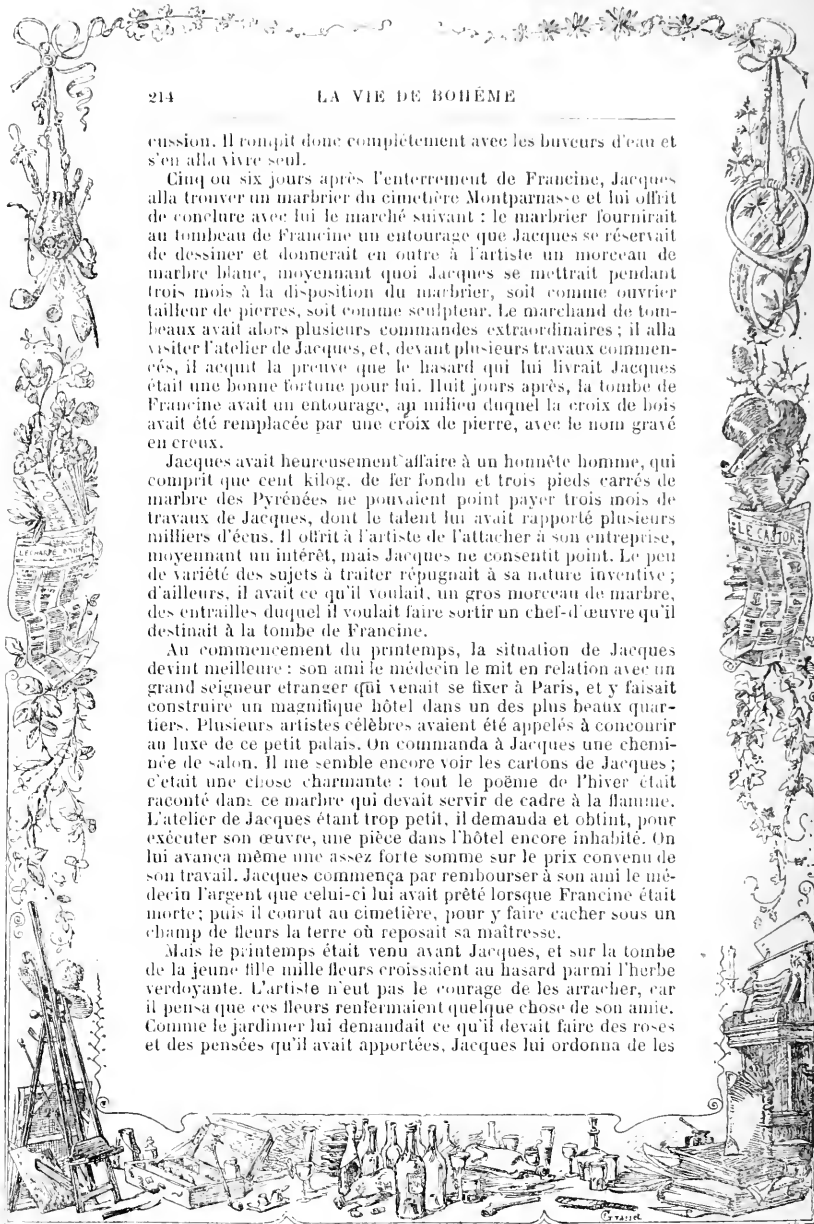 214 LA VIE DE BOHÈME
cussion. Il rompit donc complètement avec les buveurs d'eau et
s'en alla vivre seul.
Cinq ou six jours après l'enterrement de Francine, Jacques
alla trouver un marbrier du cimetière Montparnasse et lui offrit
de conclure avec lui le marché suivant : le marbrier fournirait
au tombeau de Francine un entourage que Jacques se réservait
de dessiner et donnerait en outre à l'artiste un morceau de
marbre blanc, moyennant quoi Jacques se mettrait pendant
trois mois à la disposition du marbrier, soit comme ouvrier
tailleur de pierres, soit comme sculpteur. Le marchand de tom-
beaux avait alors plusieurs commandes extraordinaires ; il alla
visiter l'atelier de Jacques, et, devant plusieurs travaux commen-
cés, il acquit la preuve que le hasard qui lui livrait Jacques
était une bonne fortune pour lui. Huit jours après, la tombe de
Francine avait un entourage, au milieu duquel la croix de bois
avait été remplacée par une croix de pierre, avec le nom gravé
en creux.
Jacques avait heureusement affaire à un honnête homme, qui
comprit que cent kilog. de fer fondu et trois pieds carrés de
marbre des Pyrénées ne pouvaient point payer trois mois de
travaux de Jacques, dont le talent lui avait rapporté plusieurs
milliers d'écus. Il offrit à l'artiste de l'attacher à son entreprise,
moyennant un intérêt, mais Jacques ne consentit point. Le peu
de variété des sujets à traiter répugnait à sa nature inventive ;
d'ailleurs, il avait ce qu'il voulait, un gros morceau de marbre,
des entrailles duquel il voulait faire sortir un chef-d'œuvre qu'il
destinait à la tombe de Francine.
Au commencement du printemps, la situation de Jacques
devint meilleure : son ami le médecin le mit en relation avec un
grand seigneur etranger qui venait se fixer à Paris, et y faisait
construire un magnifique hôtel dans un des plus beaux quar-
tiers. Plusieurs artistes célèbres avaient été appelés à concourir
au luxe de ce petit palais. On commanda à Jacques une chemi-
née de salon. Il me semble encore voir les cartons de Jacques ;
c'était une chose charmante : tout le poëme de l'hiver était
raconté dans ce marbre qui devait servir de cadre à la flamme.
L'atelier de Jacques étant trop petit, il demanda et obtint, pour
exécuter son œuvre, une pièce dans l'hôtel encore inhabité. On
lui avança même une assez forte somme sur le prix convenu de
son travail. Jacques commença par rembourser à son ami le mé-
decin l'argent que celui-ci lui avait prêté lorsque Francine était
morte ; puis il courut au cimetière, pour y faire cacher sous un
champ de fleurs la terre où reposait sa maîtresse.
Mais le printemps était venu avant Jacques, et sur la tombe
de la jeune fille mille fleurs croissaient au hasard parmi l'herbe
verdoyante. L'artiste n'eut pas le courage de les arracher, car
il pensa que ces fleurs renfermaient quelque chose de son amie.
Comme le jardinier lui demandait ce qu'il devait faire des roses
et des pensées qu'il avait apportées, Jacques lui ordonna de les
LE CASTOR
Grasset